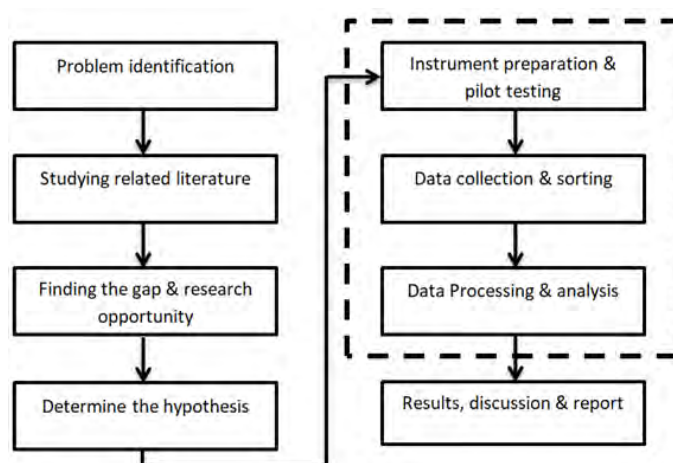 Problem identification
Studying related literature
Finding the gap & research
opportunity
Determine the hypothesis
Instrument preparation &
pilot testing
Data collection & sorting
Data Processing & analysis
Results, discussion & report